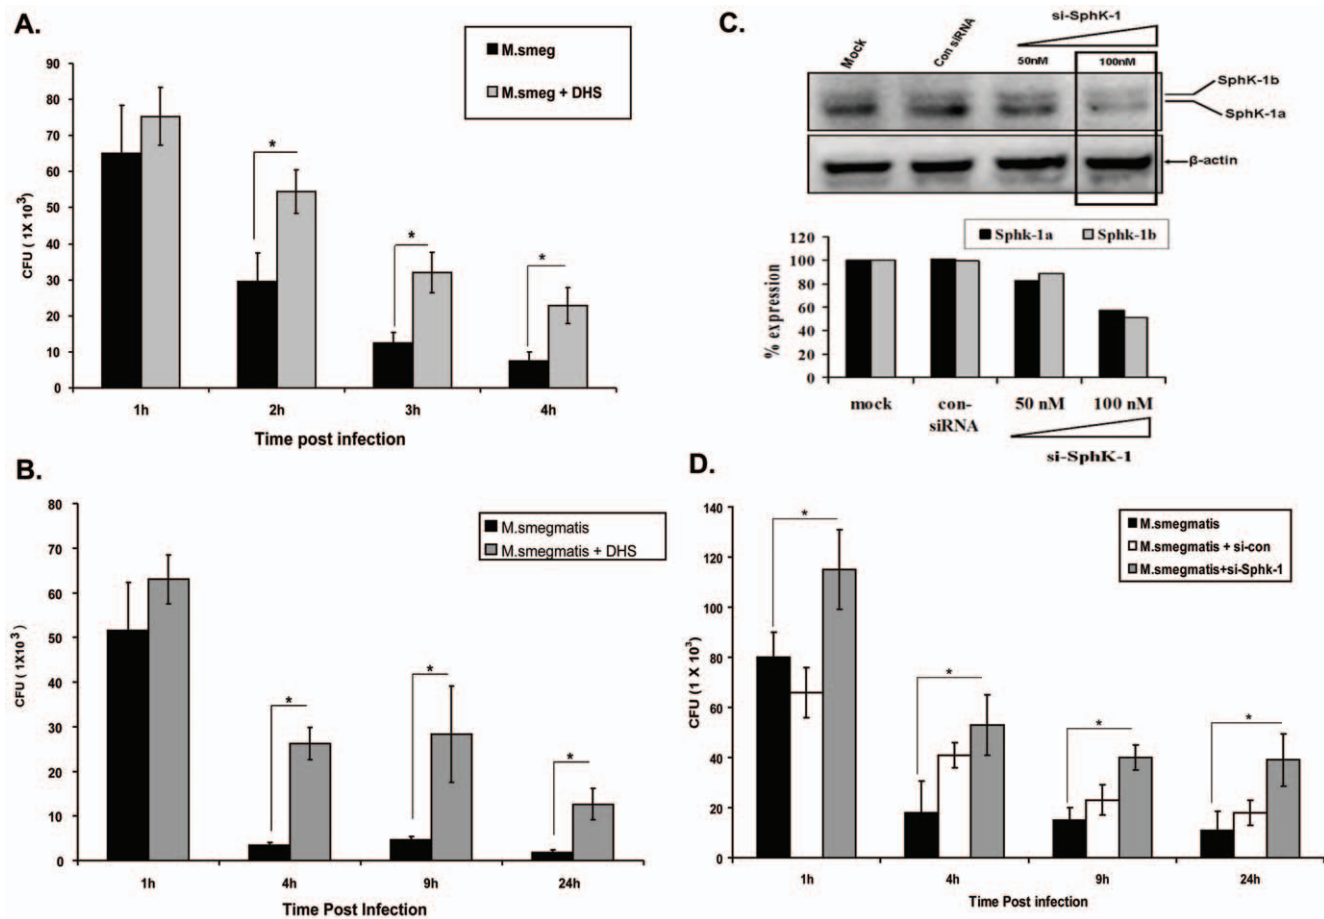 A.
M.smeg
M.smeg + DHS
CFU ( 1X 10³)
90
80
70
60
50
40
30
20
10
0
*
*
*
1h 2h 3h 4h
Time post infection
C.
si-SphK-1
Mock Con siRNA 50nM 100nM
SphK-1b
SphK-1a
β-actin
Sphk-1a Sphk-1b
% expression
120
100
80
60
40
20
0
mock con-siRNA 50 nM 100 nM
si-SphK-1
B.
M.smegmatis
M.smegmatis + DHS
CFU ( 1X10³)
80
70
60
50
40
30
20
10
0
*
*
*
1h 4h 9h 24h
Time Post Infection
D.
M.smegmatis
M.smegmatis + si-con
M.smegmatis+si-Sphk-1
CFU (1 X 10³)
140
120
100
80
60
40
20
0
*
*
*
*
1h 4h 9h 24h
Time Post Infection